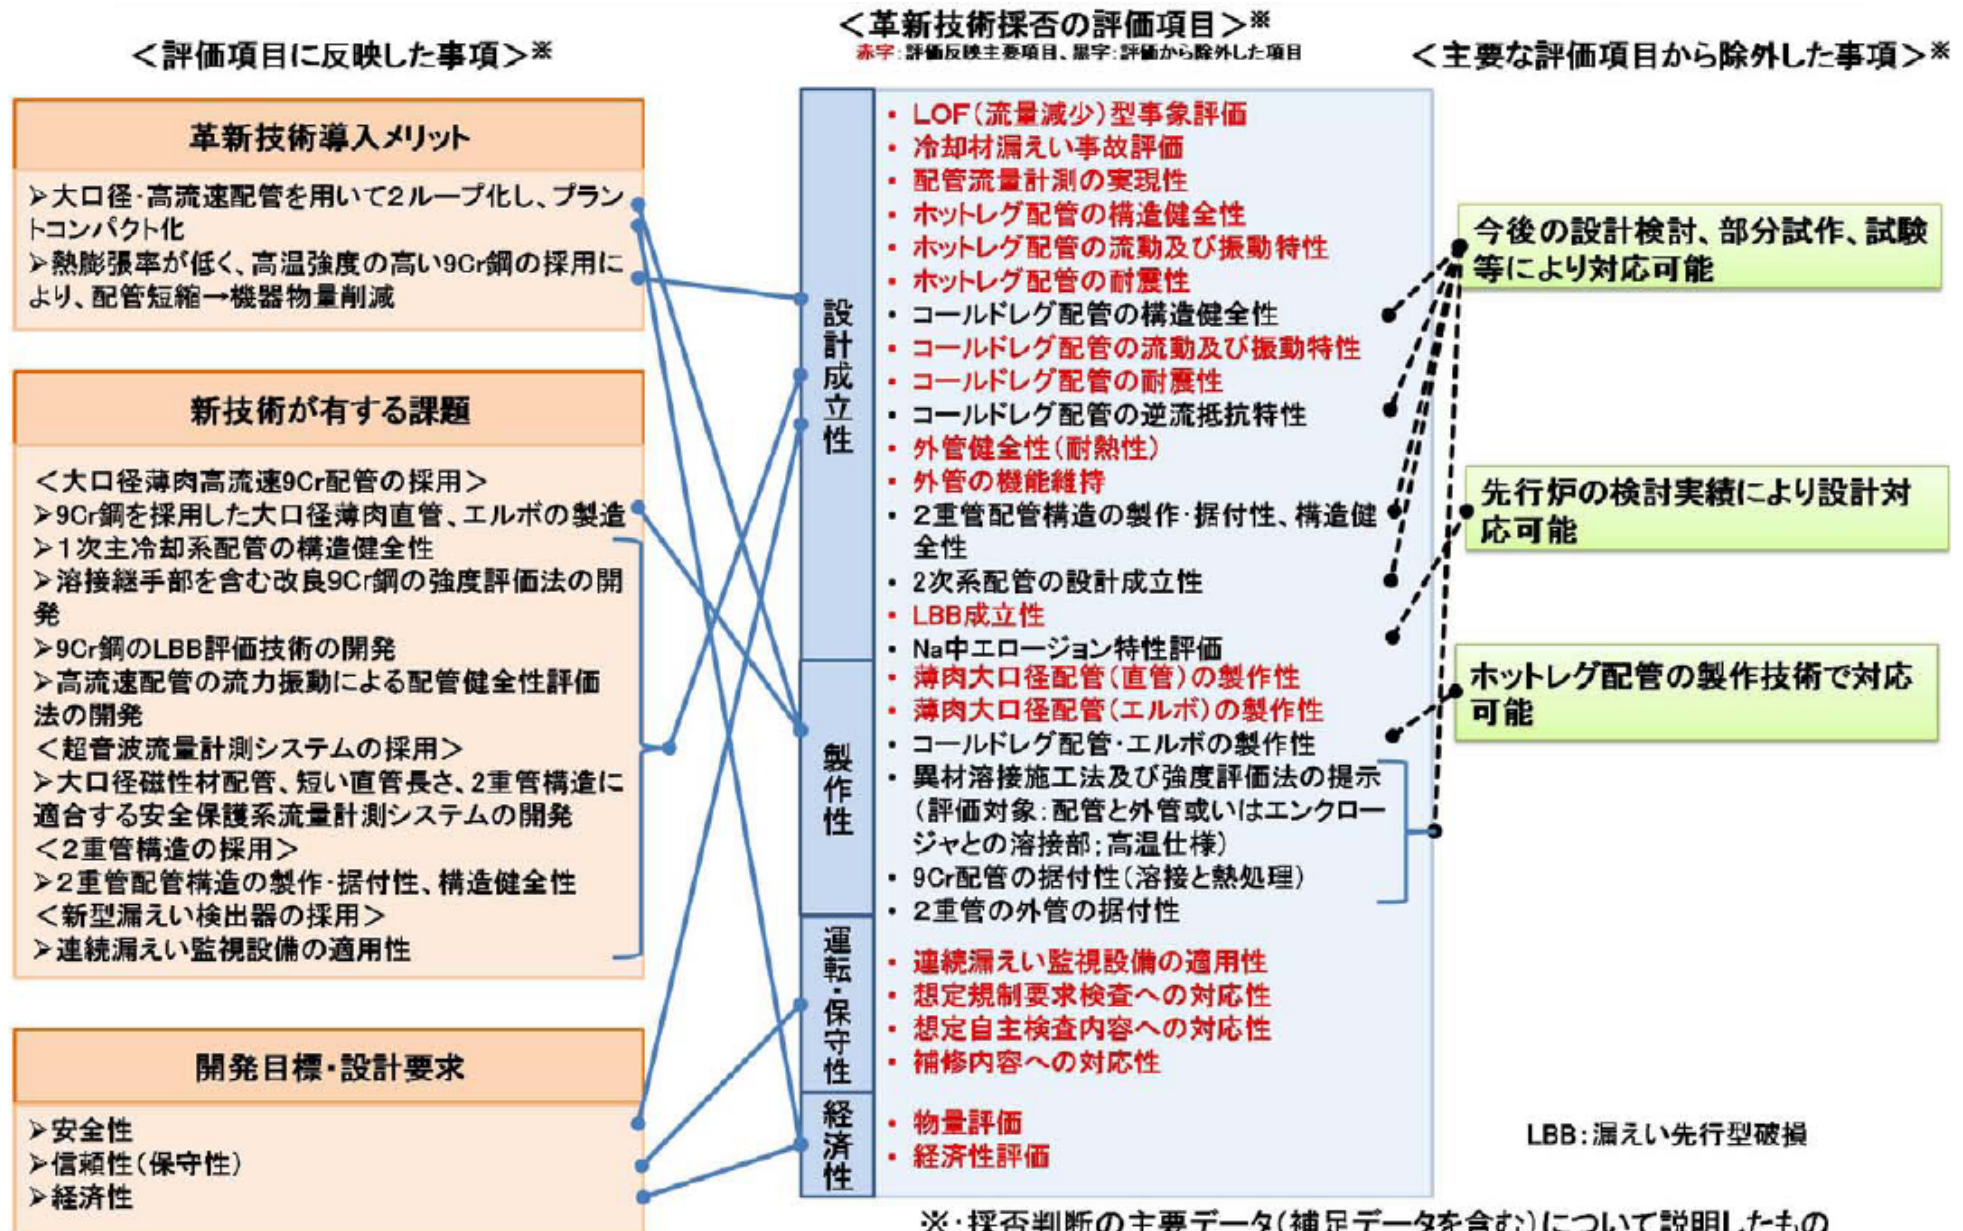 ＜評価項目に反映した事項＞※
革新技術導入メリット
➢大口径・高流速配管を用いて2ループ化し、プラン
トコンパクト化
➢熱膨張率が低く、高温強度の高い9Cr鋼の採用に
より、配管短縮→機器物量削減
新技術が有する課題
＜大口径薄肉高流速9Cr配管の採用＞
➢9Cr鋼を採用した大口径薄肉直管、エルボの製造
➢1次主冷却系配管の構造健全性
➢溶接継手部を含む改良9Cr鋼の強度評価法の開
発
➢9Cr鋼のLBB評価技術の開発
➢高流速配管の流力振動による配管健全性評価
法の開発
＜超音波流量計測システムの採用＞
➢大口径磁性材配管、短い直管長さ、2重管構造に
適合する安全保護系流量計測システムの開発
＜2重管構造の採用＞
➢2重管配管構造の製作・据付性、構造健全性
＜新型漏えい検出器の採用＞
➢連続漏えい監視設備の適用性
開発目標・設計要求
➢安全性
➢信頼性(保守性)
➢経済性
＜革新技術採否の評価項目＞※
赤字:評価反映主要項目、黒字:評価から除外した項目
設計成立性
・LOF(流量減少)型事象評価
・冷却材漏えい事故評価
・配管流量計測の実現性
・ホットレグ配管の構造健全性
・ホットレグ配管の流動及び振動特性
・ホットレグ配管の耐震性
・コールドレグ配管の構造健全性
・コールドレグ配管の流動及び振動特性
・コールドレグ配管の耐震性
・コールドレグ配管の逆流抵抗特性
・外管健全性(耐熱性)
・外管の機能維持
・2重管配管構造の製作・据付性、構造健
全性
・2次系配管の設計成立性
・LBB成立性
・Na中エロージョン特性評価
製作性
・薄肉大口径配管(直管)の製作性
・薄肉大口径配管(エルボ)の製作性
・コールドレグ配管・エルボの製作性
・異材溶接施工法及び強度評価法の提示
(評価対象:配管と外管或いはエンクロー
ジャとの溶接部;高温仕様)
・9Cr配管の据付性(溶接と熱処理)
・2重管の外管の据付性
運転・保守性
・連続漏えい監視設備の適用性
・想定規制要求検査への対応性
・想定自主検査内容への対応性
・補修内容への対応性
経済性
・物量評価
・経済性評価
＜主要な評価項目から除外した事項＞※
今後の設計検討、部分試作、試験
等により対応可能
先行炉の検討実績により設計対
応可能
ホットレグ配管の製作技術で対応
可能
LBB:漏えい先行型破損
※:採否判断の主要データ(補足データを含む)について説明したもの